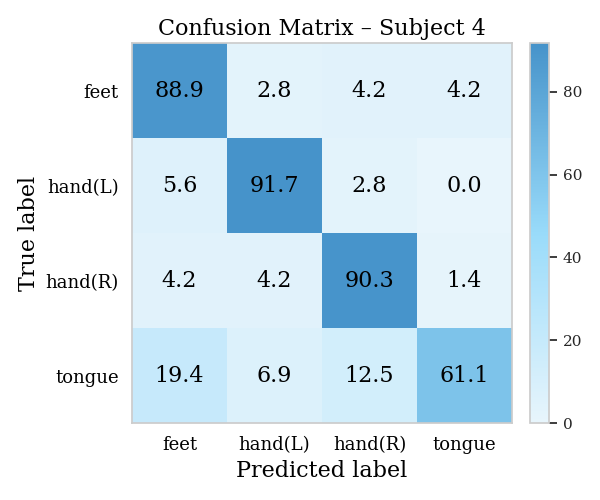 Confusion Matrix – Subject 4
feet 88.9 2.8 4.2 4.2
hand(L) 5.6 91.7 2.8 0.0
hand(R) 4.2 4.2 90.3 1.4
tongue 19.4 6.9 12.5 61.1
feet hand(L) hand(R) tongue
Predicted label
True label
80
60
40
20
0